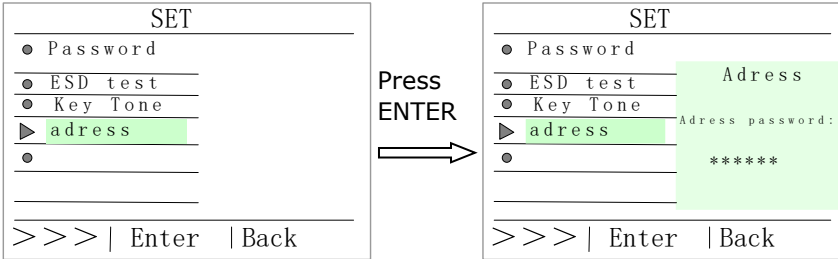 SET
Password
ESD test
Key Tone
adress
>>>| Enter |Back
Press
ENTER
SET
Password
ESD test
Key Tone
adress
Adress
Adress password:
******
>>>| Enter |Back